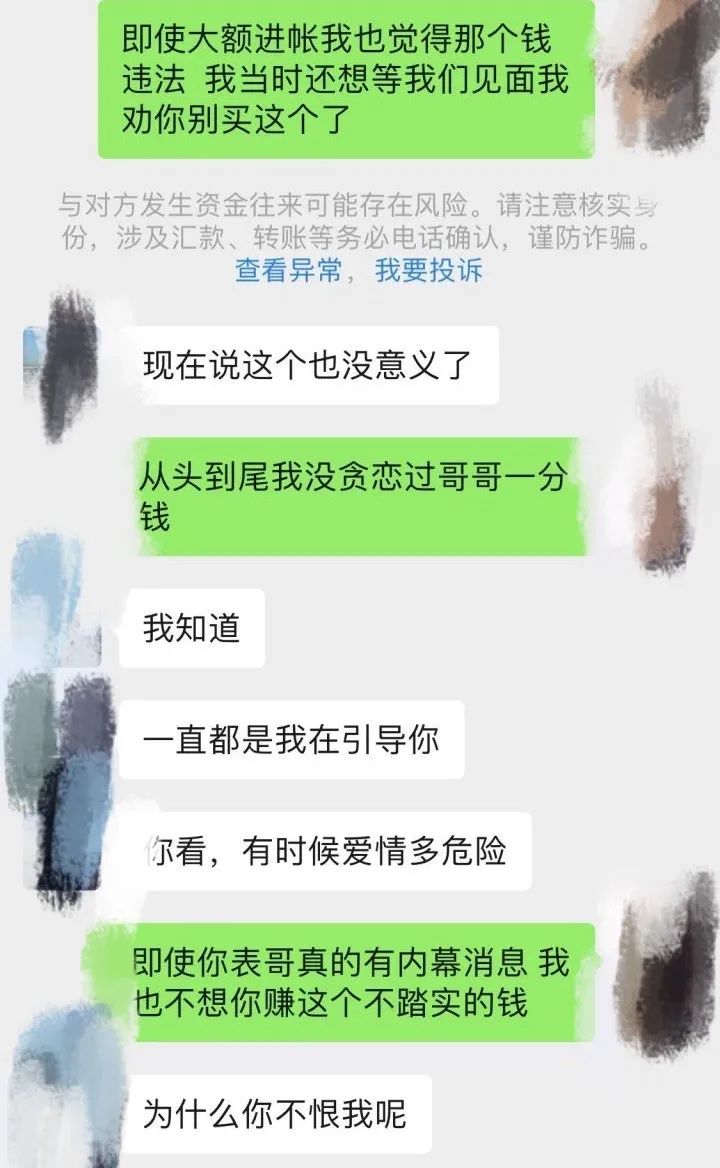 即使大额进帐我也觉得那个钱
违法 我当时还想等我们见面我
劝你别买这个了
与对方发生资金往来可能存在风险。请注意核实身
份，涉及汇款、转账等务必电话确认，谨防诈骗。
查看异常，我要投诉
现在说这个也没意义了
从头到尾我没贪恋过哥哥一分
钱
我知道
一直都是我在引导你
你看，有时候爱情多危险
即使你表哥真的有内幕消息 我
也不想你赚这个不踏实的钱
为什么你不恨我呢